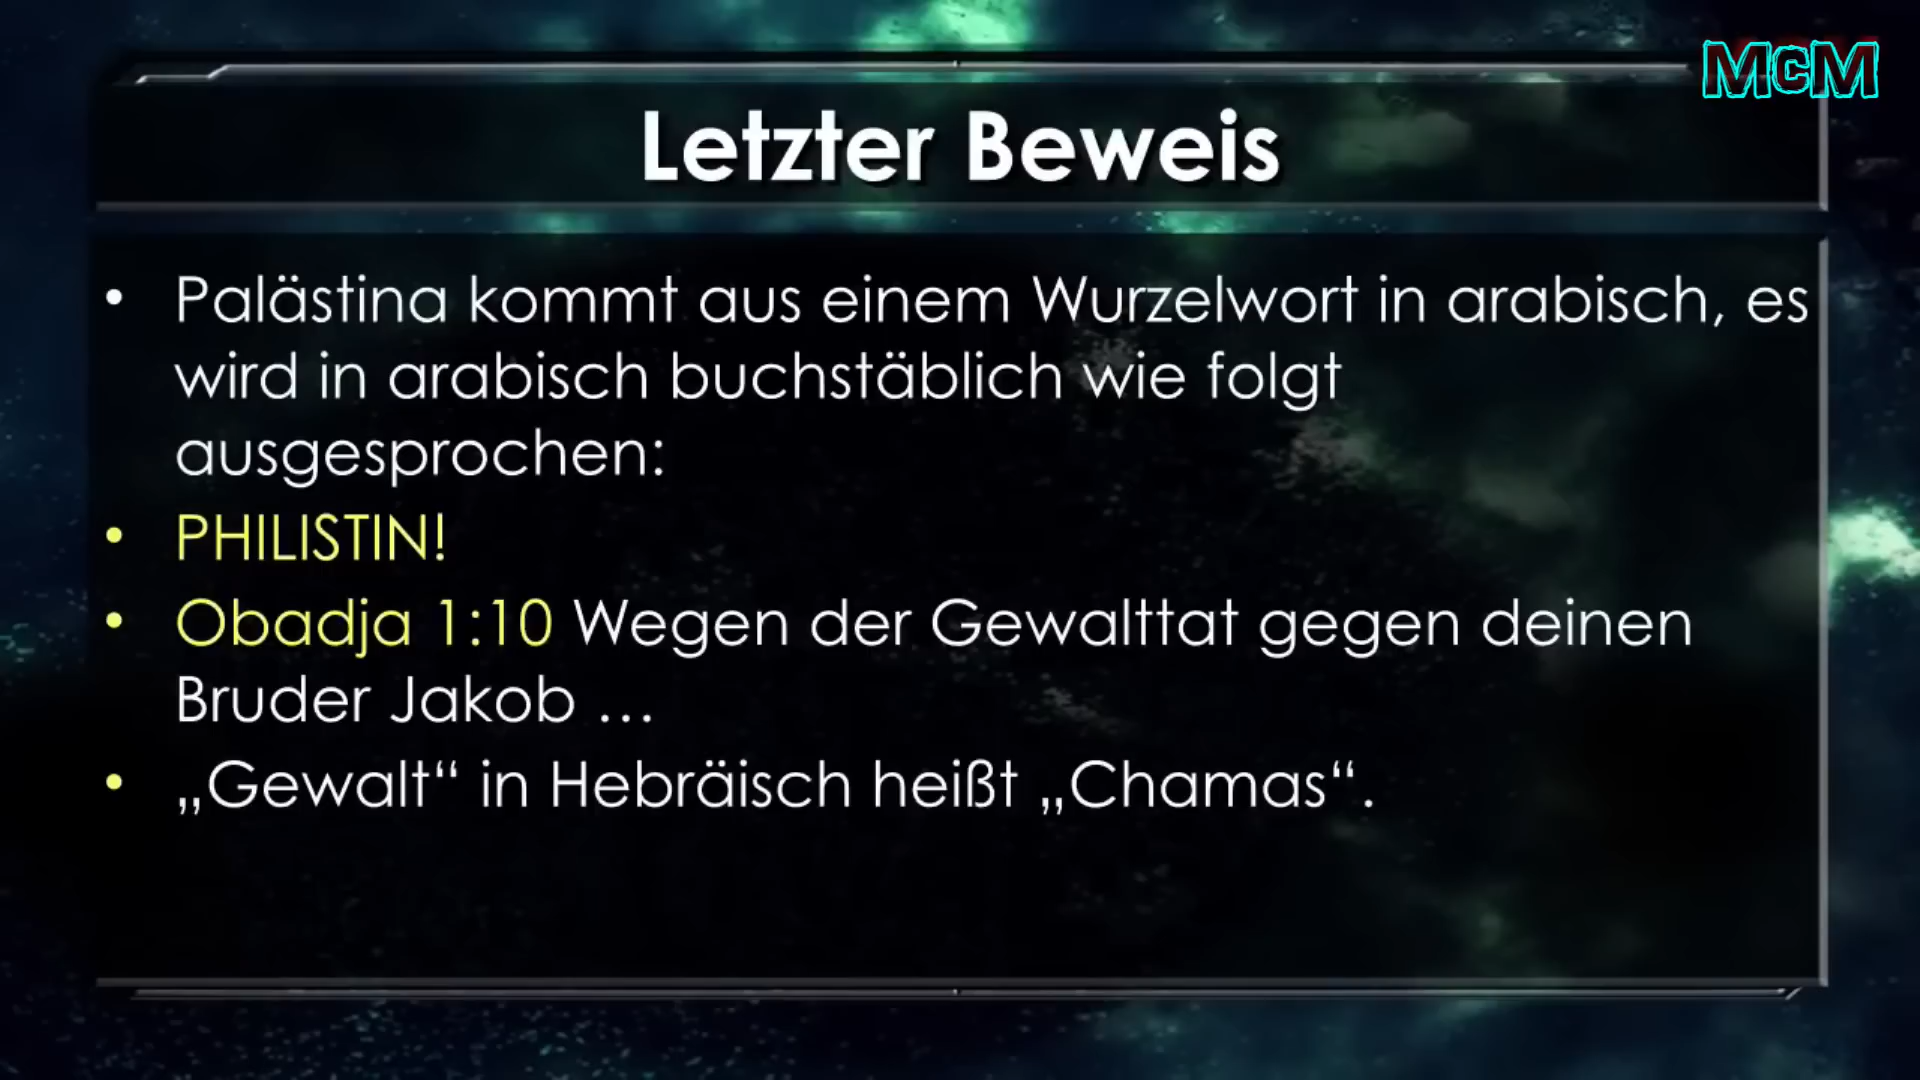 McM
Letzter Beweis
• Palästina kommt aus einem Wurzelwort in arabisch, es
wird in arabisch buchstäblich wie folgt
ausgesprochen:
• PHILISTIN!
• Obadja 1:10 Wegen der Gewalttat gegen deinen
Bruder Jakob ...
• „Gewalt“ in Hebräisch heißt „Chamas“.